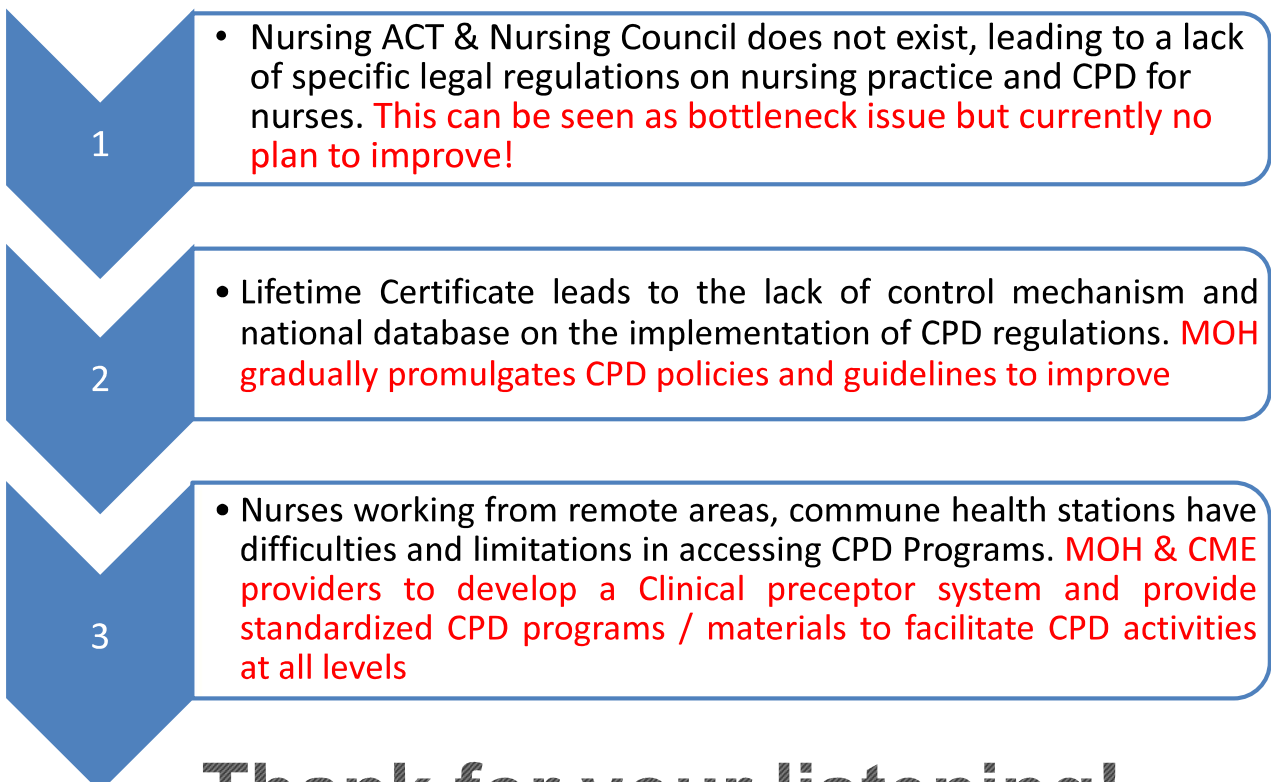 1
• Nursing ACT & Nursing Council does not exist, leading to a lack
of specific legal regulations on nursing practice and CPD for
nurses. This can be seen as bottleneck issue but currently no
plan to improve!
2
• Lifetime Certificate leads to the lack of control mechanism and
national database on the implementation of CPD regulations. MOH
gradually promulgates CPD policies and guidelines to improve
3
• Nurses working from remote areas, commune health stations have
difficulties and limitations in accessing CPD Programs. MOH & CME
providers to develop a Clinical preceptor system and provide
standardized CPD programs / materials to facilitate CPD activities
at all levels
Thank for your listening!